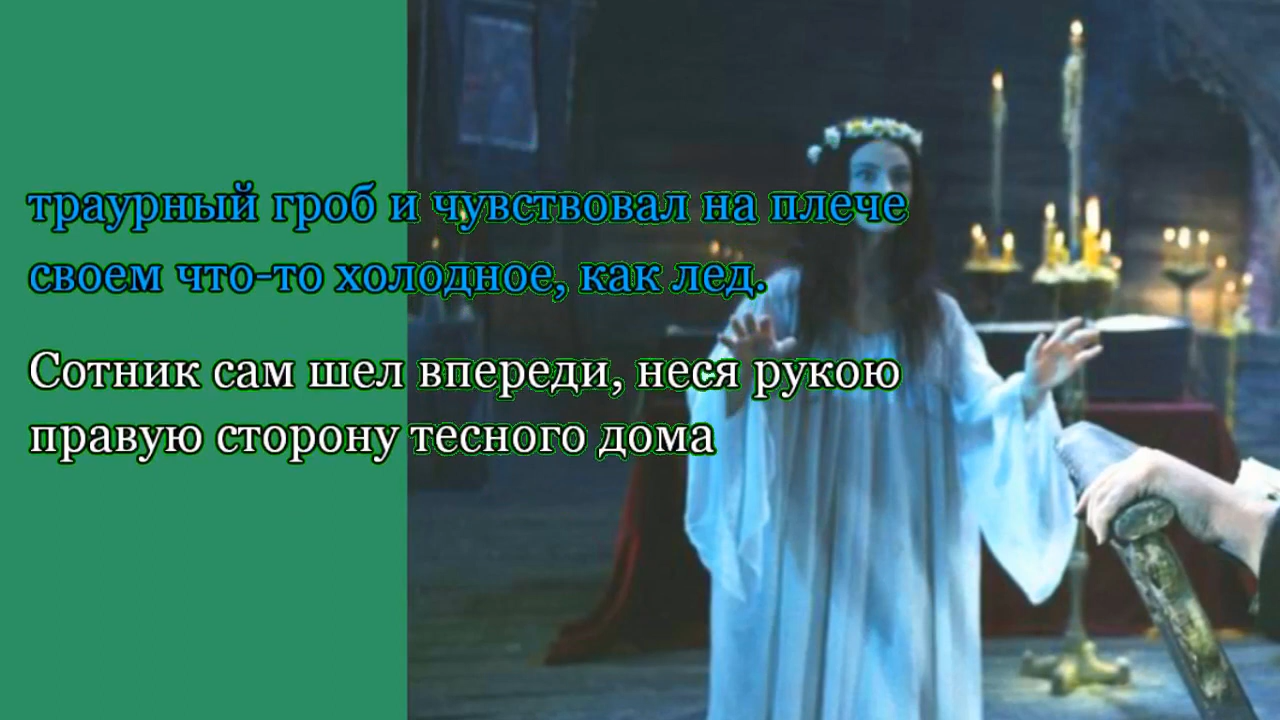 траурный гроб и чувствовал на плече
своем что-то холодное, как лед.
Сотник сам шел впереди, неся рукою
правую сторону тесного дома